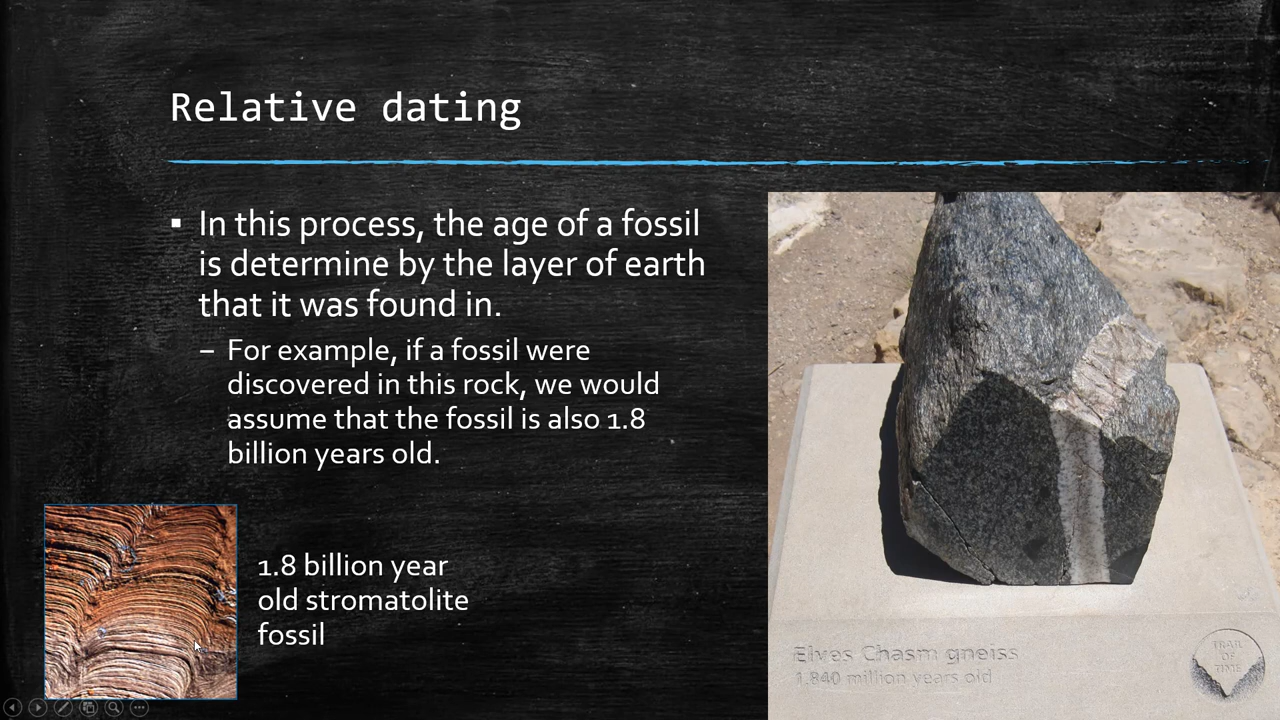 Relative dating
▪ In this process, the age of a fossil
is determine by the layer of earth
that it was found in.
– For example, if a fossil were
discovered in this rock, we would
assume that the fossil is also 1.8
billion years old.
1.8 billion year
old stromatolite
fossil
Elves Chasm gneiss
1,840 million years old
TRAIL
OF
TIME